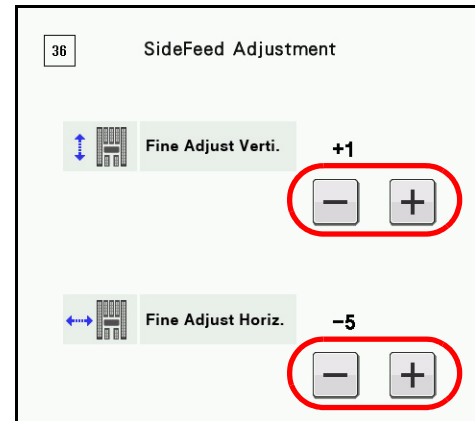 36
SideFeed Adjustment
Fine Adjust Verti.
+1
− +
Fine Adjust Horiz.
−5
− +